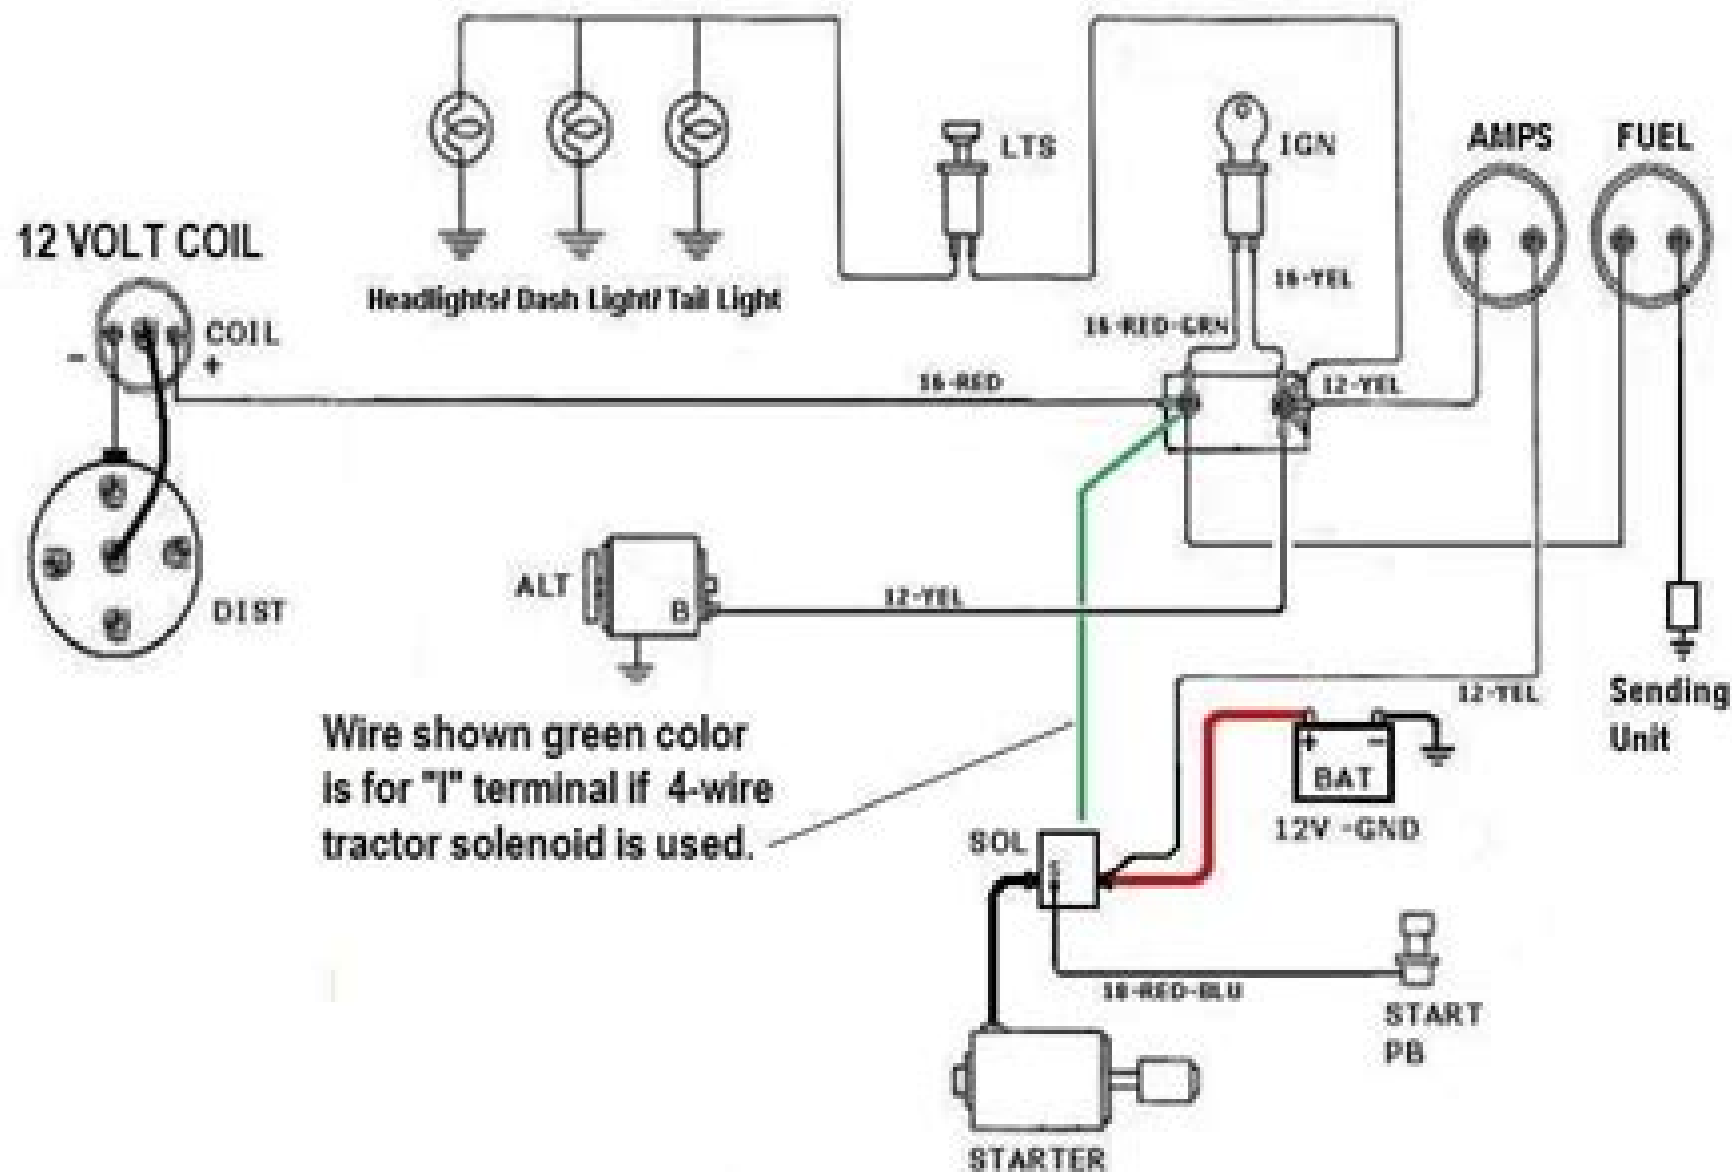 LTS
IGN
AMPS
FUEL
12 VOLT COIL
16-YEL
Headlights/ Dash Light/ Tail Light
16-RED-GRN
COIL
-
+
16-RED
12-YEL
ALT
B
12-YEL
DIST
12-YEL
Sending
Unit
Wire shown green color
is for "I" terminal if 4-wire
tractor solenoid is used.
+ -
BAT
12V -GND
SOL
S
18-RED-BLU
START
PB
STARTER